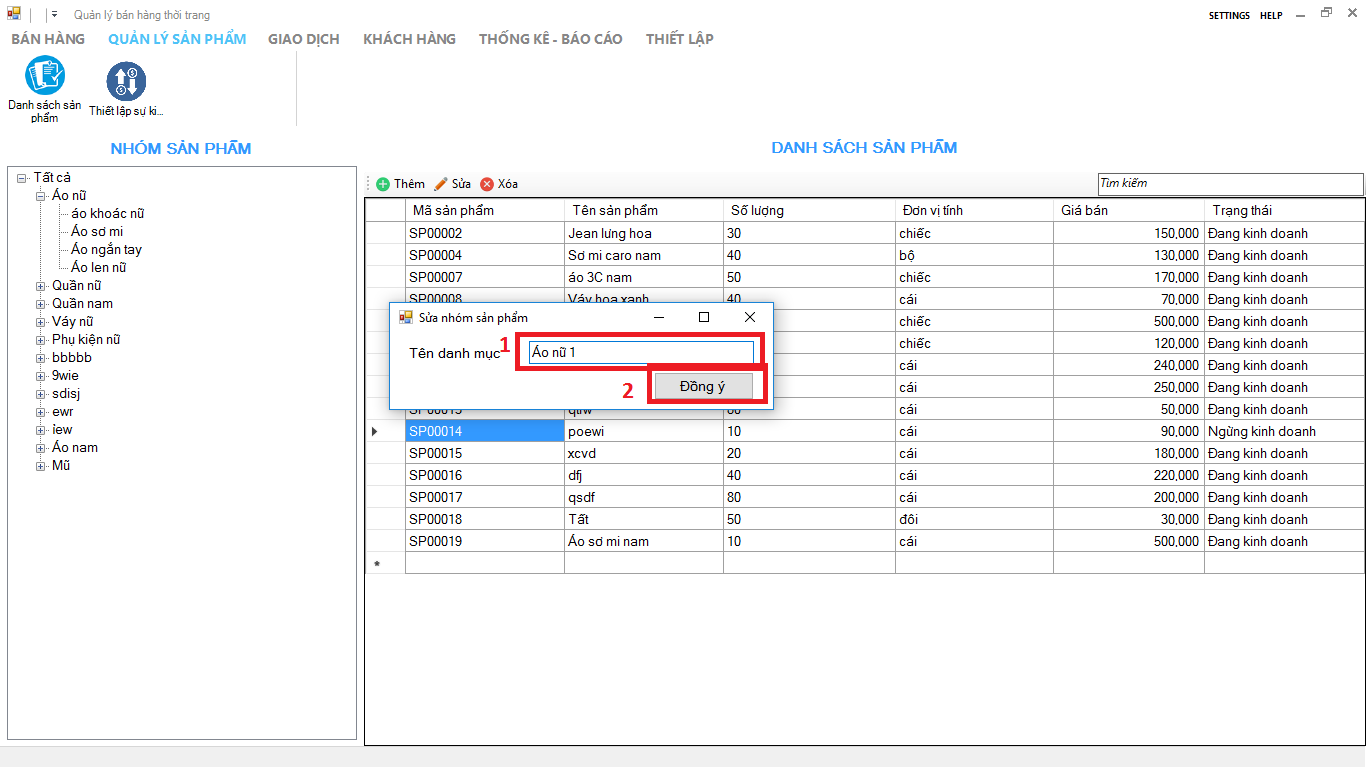 Quản lý bán hàng thời trang
SETTINGS HELP
BÁN HÀNG QUẢN LÝ SẢN PHẨM GIAO DỊCH KHÁCH HÀNG THỐNG KÊ - BÁO CÁO THIẾT LẬP
Danh sách sản phẩm
Thiết lập sự ki...
NHÓM SẢN PHẨM
Tất cả
Áo nữ
áo khoác nữ
Áo sơ mi
Áo ngắn tay
Áo len nữ
Quần nữ
Quần nam
Váy nữ
Phụ kiện nữ
bbbbb
9wie
sdisj
ewr
iew
Áo nam
Mũ
DANH SÁCH SẢN PHẨM
Thêm Sửa Xóa
Tìm kiếm
Mã sản phẩm Tên sản phẩm Số lượng Đơn vị tính Giá bán Trạng thái
SP00002 Jean lưng hoa 30 chiếc 150,000 Đang kinh doanh
SP00004 Sơ mi caro nam 40 bộ 130,000 Đang kinh doanh
SP00007 áo 3C nam 50 chiếc 170,000 Đang kinh doanh
SP00008 Váy hoa xanh 40 cái 70,000 Đang kinh doanh
chiếc 500,000 Đang kinh doanh
chiếc 120,000 Đang kinh doanh
cái 240,000 Đang kinh doanh
cái 250,000 Đang kinh doanh
SP00013 cái 50,000 Đang kinh doanh
SP00014 poewi 10 cái 90,000 Ngừng kinh doanh
SP00015 xcvd 20 cái 180,000 Đang kinh doanh
SP00016 dfj 40 cái 220,000 Đang kinh doanh
SP00017 qsdf 80 cái 200,000 Đang kinh doanh
SP00018 Tất 50 đôi 30,000 Đang kinh doanh
SP00019 Áo sơ mi nam 10 cái 500,000 Đang kinh doanh
*
Sửa nhóm sản phẩm
Tên danh mục 1 Áo nữ 1
2 Đồng ý